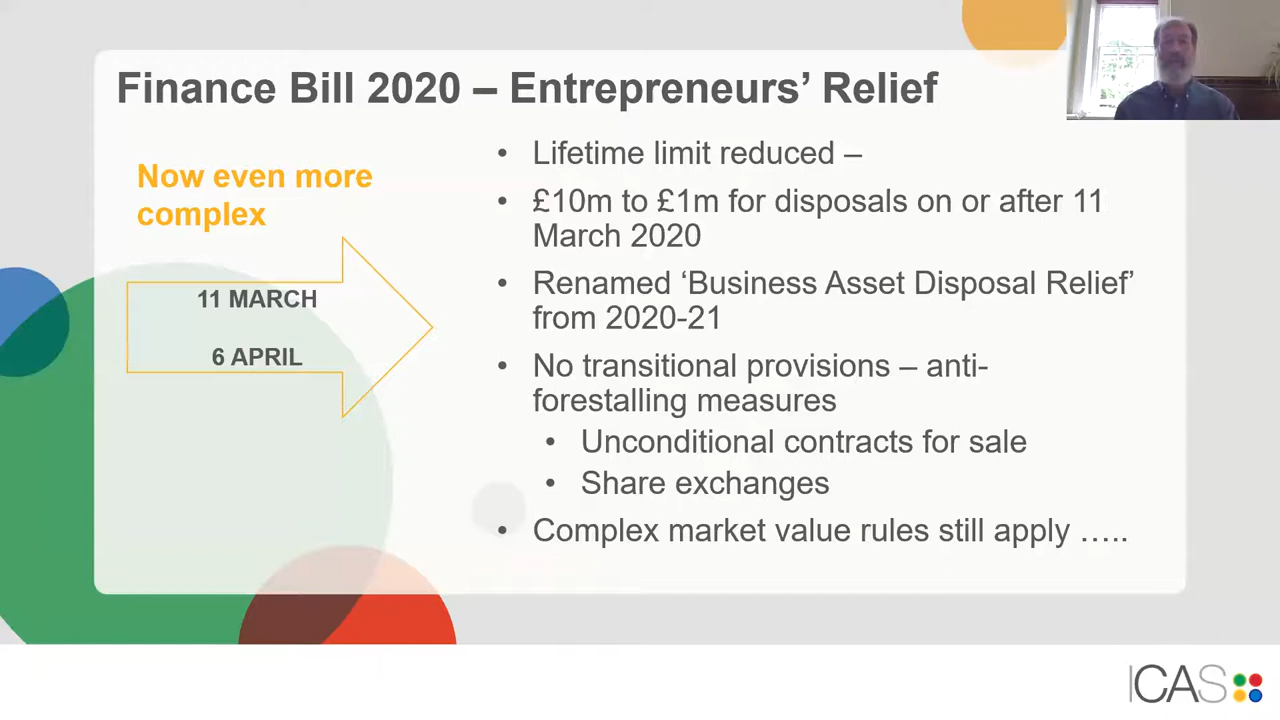 Finance Bill 2020 – Entrepreneurs’ Relief
Now even more
complex
11 MARCH
6 APRIL
• Lifetime limit reduced –
• £10m to £1m for disposals on or after 11
March 2020
• Renamed ‘Business Asset Disposal Relief’
from 2020-21
• No transitional provisions – anti-
forestalling measures
• Unconditional contracts for sale
• Share exchanges
• Complex market value rules still apply …..
ICAS